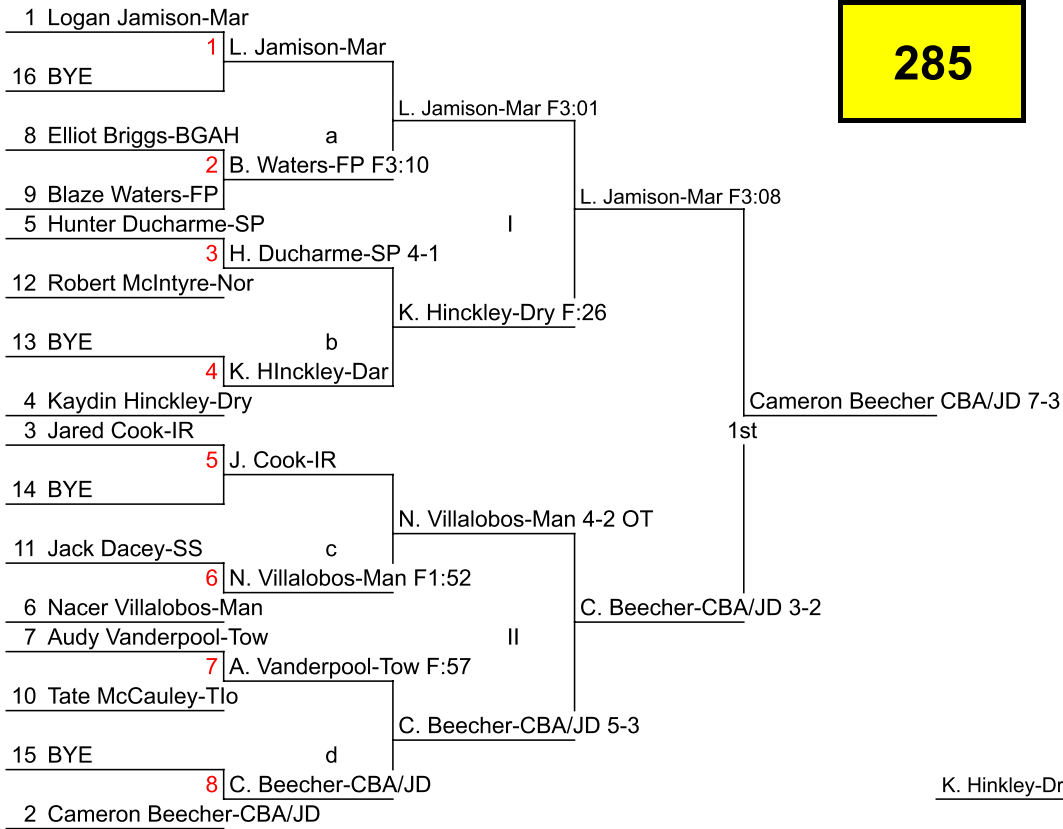 1 Logan Jamison-Mar
1 L. Jamison-Mar
16 BYE
285
L. Jamison-Mar F3:01
8 Elliot Briggs-BGAH
a
2 B. Waters-FP F3:10
9 Blaze Waters-FP
L. Jamison-Mar F3:08
5 Hunter Ducharme-SP
I
3 H. Ducharme-SP 4-1
12 Robert McIntyre-Nor
K. Hinckley-Dry F:26
13 BYE
b
4 K. HInckley-Dar
4 Kaydin Hinckley-Dry
Cameron Beecher CBA/JD 7-3
3 Jared Cook-IR
1st
5 J. Cook-IR
14 BYE
N. Villalobos-Man 4-2 OT
11 Jack Dacey-SS
c
6 N. Villalobos-Man F1:52
6 Nacer Villalobos-Man
C. Beecher-CBA/JD 3-2
7 Audy Vanderpool-Tow
II
7 A. Vanderpool-Tow F:57
10 Tate McCauley-TIo
C. Beecher-CBA/JD 5-3
15 BYE
d
8 C. Beecher-CBA/JD
K. Hinkley-Dr
2 Cameron Beecher-CBA/JD